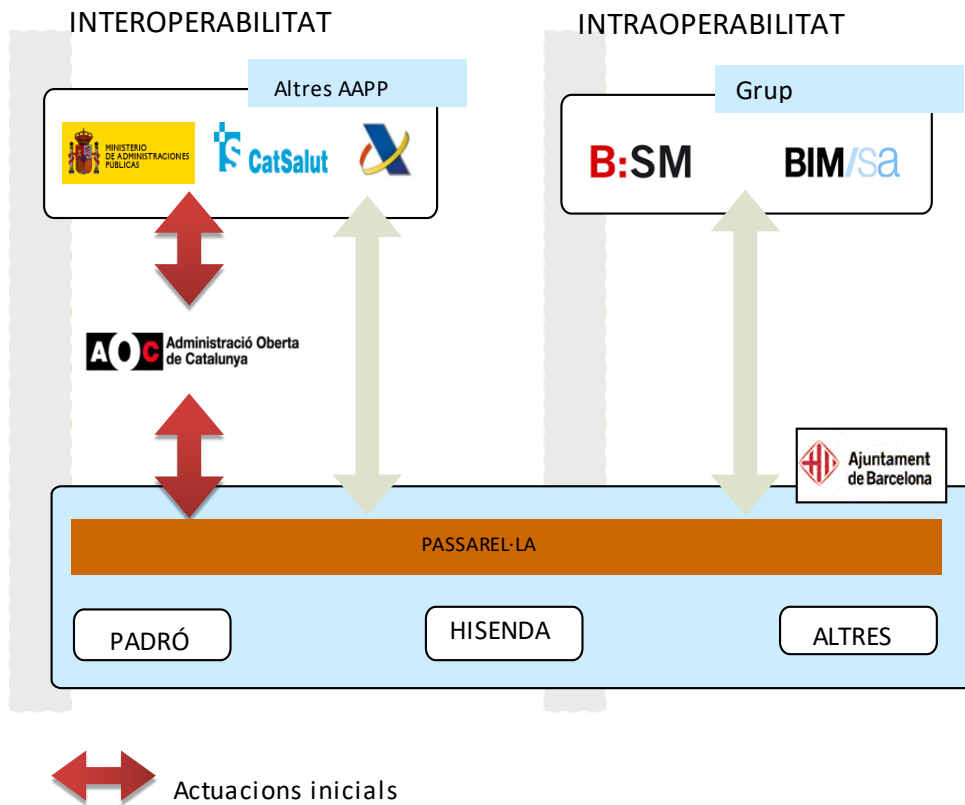 INTEROPERABILITAT
INTRAOPERABILITAT
Altres AAPP
Grup
MINISTERIO
DE ADMINISTRACIONES
PÚBLICAS
CatSalut
B:SM
BIM/sa
AOC
Administració Oberta
de Catalunya
Ajuntament
de Barcelona
PASSAREL·LA
PADRÓ
HISENDA
ALTRES
Actuacions inicials